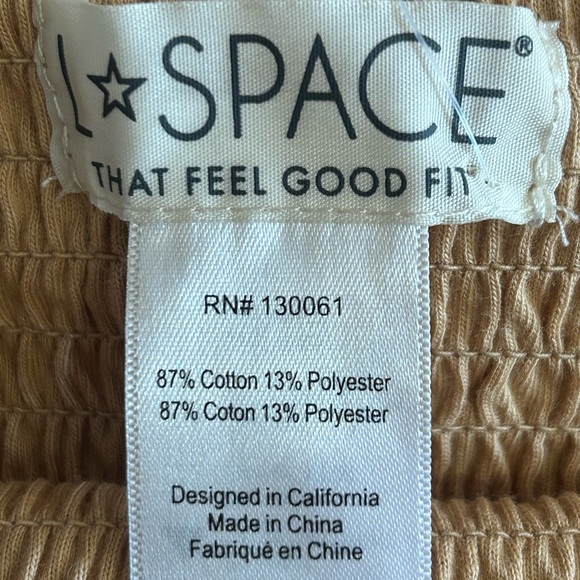 L☆SPACE®
THAT FEEL GOOD FIT
RN# 130061
87% Cotton 13% Polyester
87% Coton 13% Polyester
Designed in California
Made in China
Fabriqué en Chine